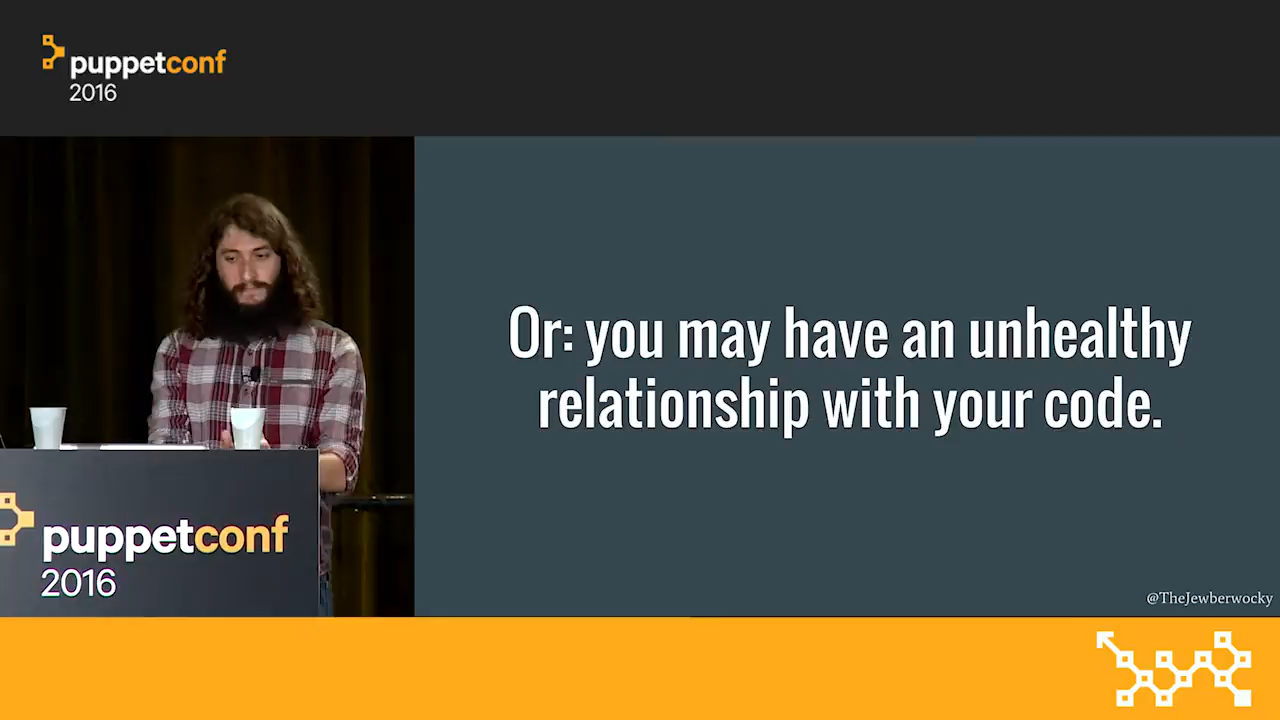 puppetconf
2016
Or: you may have an unhealthy
relationship with your code.
puppetconf
2016
@TheJewberwocky